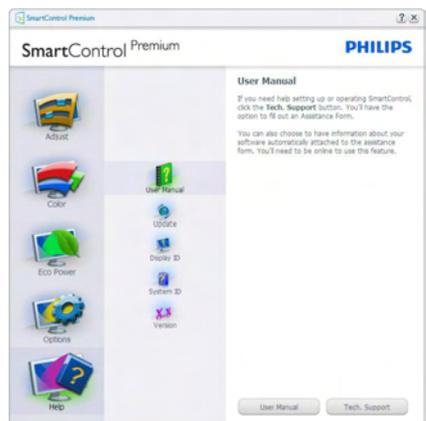 SmartControl Premium
SmartControl Premium
PHILIPS
Adjust
Color
Eco Power
Options
Help
User Manual
Update
Display ID
System ID
Version
User Manual
If you need help setting up or operating SmartControl,
click the Tech. Support button. You'll have the
option to fill out an Assistance Form.
You can also choose to have information about your
software automatically attached to the assistance
form. You'll need to be online to use this feature.
User Manual
Tech. Support